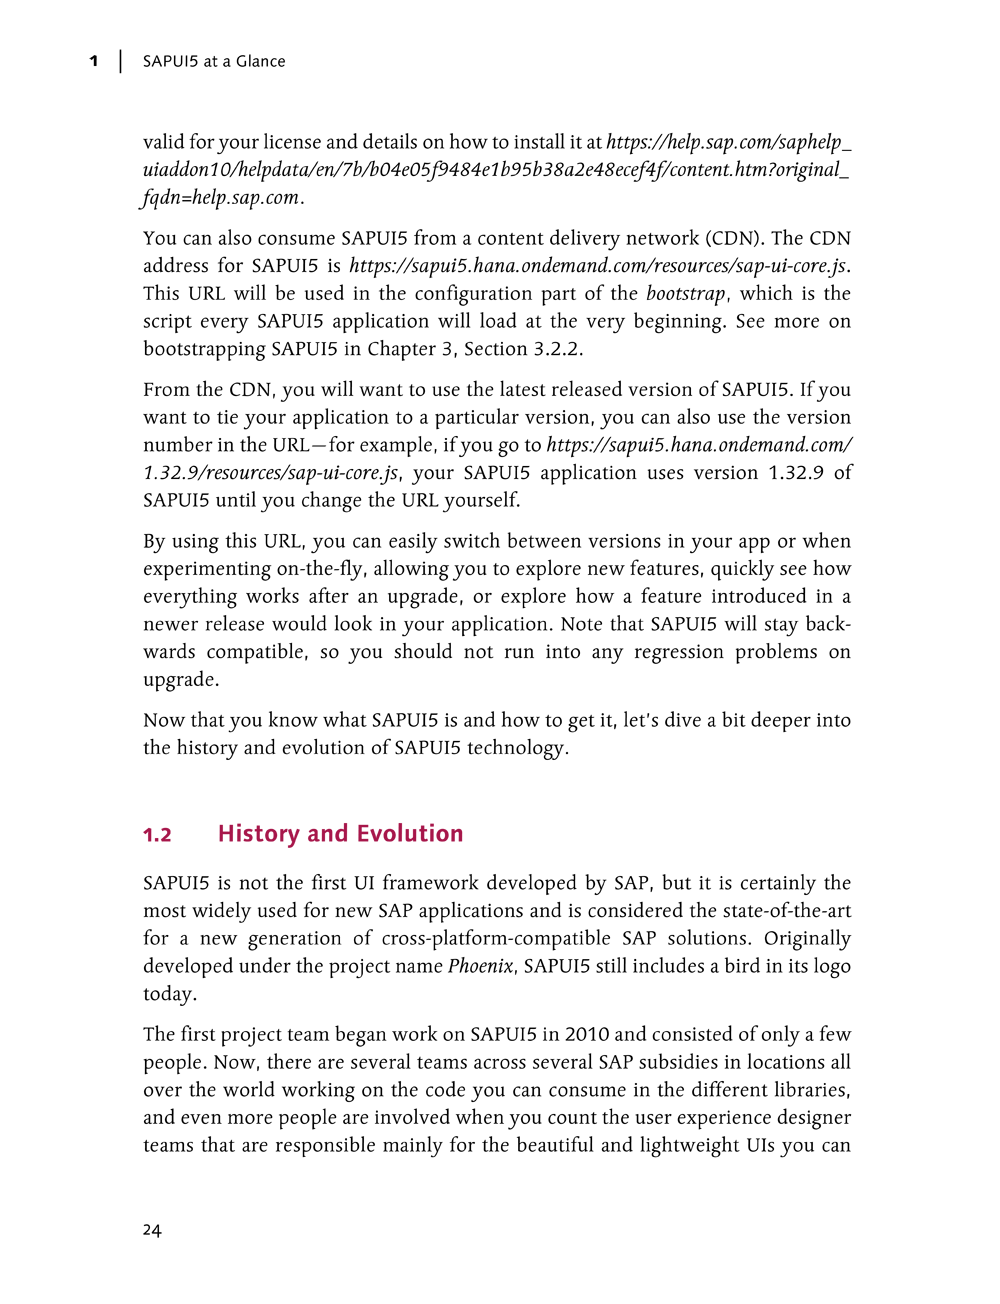 1 | SAPUI5 at a Glance
valid for your license and details on how to install it at https://help.sap.com/saphelp_
uiaddon10/helpdata/en/7b/b04e05f9484e1b95b38a2e48ecef4f/content.htm?original_
fqdn=help.sap.com.
You can also consume SAPUI5 from a content delivery network (CDN). The CDN
address for SAPUI5 is https://sapui5.hana.ondemand.com/resources/sap-ui-core.js.
This URL will be used in the configuration part of the bootstrap, which is the
script every SAPUI5 application will load at the very beginning. See more on
bootstrapping SAPUI5 in Chapter 3, Section 3.2.2.
From the CDN, you will want to use the latest released version of SAPUI5. If you
want to tie your application to a particular version, you can also use the version
number in the URL—for example, if you go to https://sapui5.hana.ondemand.com/
1.32.9/resources/sap-ui-core.js, your SAPUI5 application uses version 1.32.9 of
SAPUI5 until you change the URL yourself.
By using this URL, you can easily switch between versions in your app or when
experimenting on-the-fly, allowing you to explore new features, quickly see how
everything works after an upgrade, or explore how a feature introduced in a
newer release would look in your application. Note that SAPUI5 will stay back-
wards compatible, so you should not run into any regression problems on
upgrade.
Now that you know what SAPUI5 is and how to get it, let's dive a bit deeper into
the history and evolution of SAPUI5 technology.
1.2 History and Evolution
SAPUI5 is not the first UI framework developed by SAP, but it is certainly the
most widely used for new SAP applications and is considered the state-of-the-art
for a new generation of cross-platform-compatible SAP solutions. Originally
developed under the project name Phoenix, SAPUI5 still includes a bird in its logo
today.
The first project team began work on SAPUI5 in 2010 and consisted of only a few
people. Now, there are several teams across several SAP subsidies in locations all
over the world working on the code you can consume in the different libraries,
and even more people are involved when you count the user experience designer
teams that are responsible mainly for the beautiful and lightweight UIs you can
24